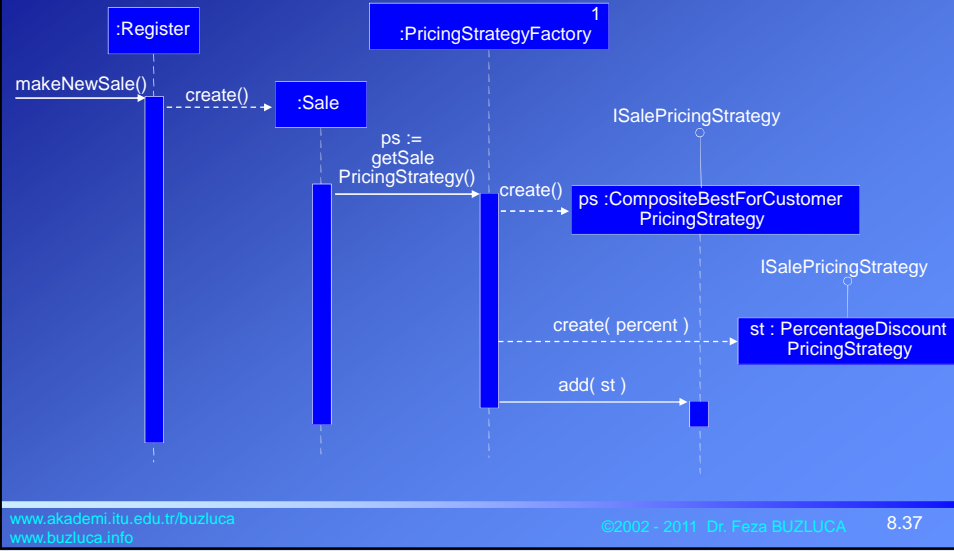 :Register
1
:PricingStrategyFactory
makeNewSale()
create()
:Sale
ISalePricingStrategy
ps :=
getSale
PricingStrategy()
create()
ps :CompositeBestForCustomer
PricingStrategy
ISalePricingStrategy
create( percent )
st : PercentageDiscount
PricingStrategy
add( st )
www.akademi.itu.edu.tr/buzluca
www.buzluca.info
©2002 - 2011 Dr. Feza BUZLUCA
8.37